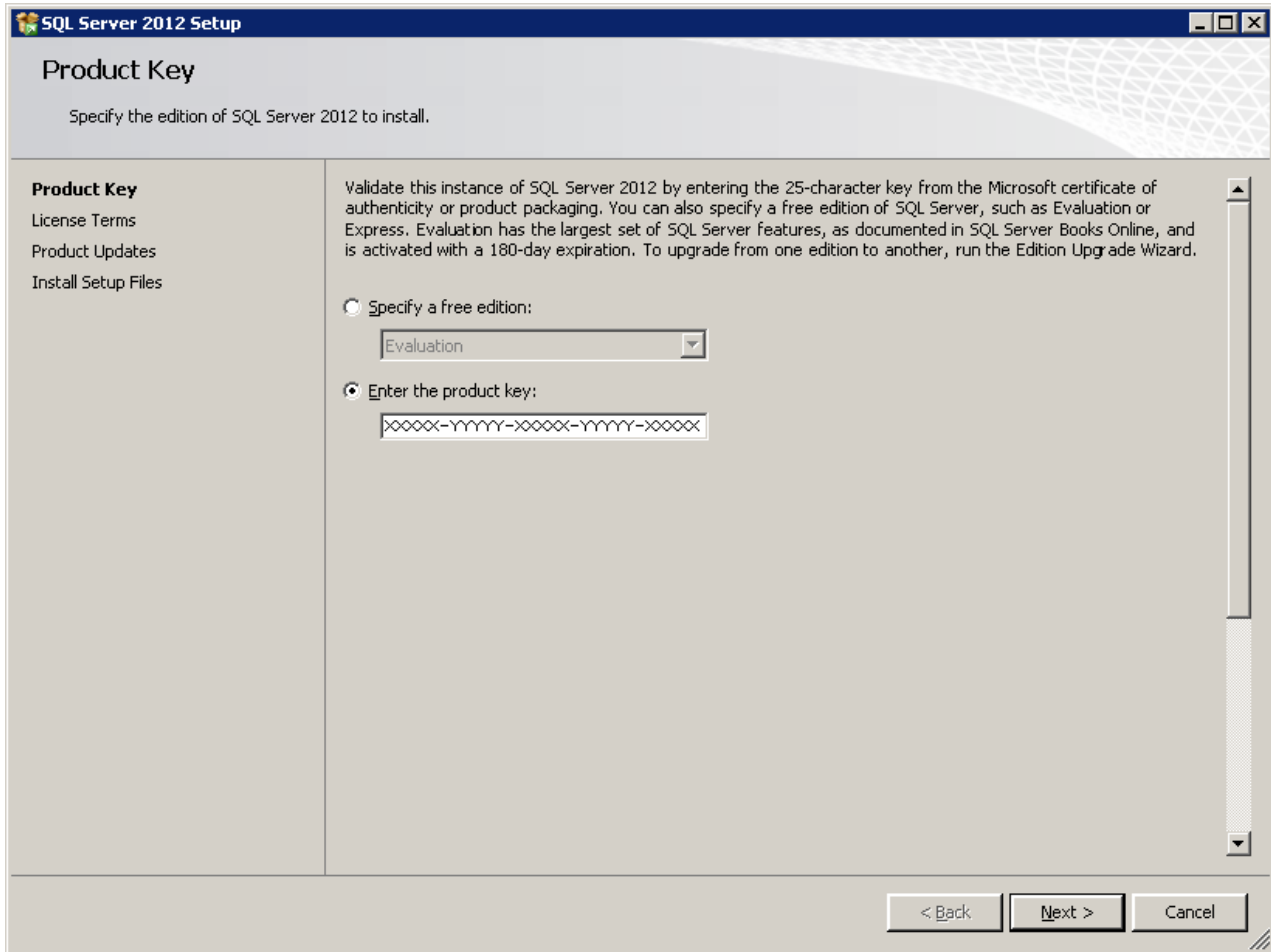 SQL Server 2012 Setup
Product Key
Specify the edition of SQL Server 2012 to install.
Product Key
License Terms
Product Updates
Install Setup Files
Validate this instance of SQL Server 2012 by entering the 25-character key from the Microsoft certificate of
authenticity or product packaging. You can also specify a free edition of SQL Server, such as Evaluation or
Express. Evaluation has the largest set of SQL Server features, as documented in SQL Server Books Online, and
is activated with a 180-day expiration. To upgrade from one edition to another, run the Edition Upgrade Wizard.
Specify a free edition:
Evaluation
Enter the product key:
XXXXX-YYYYY-XXXXX-YYYYY-XXXXX
< Back
Next >
Cancel